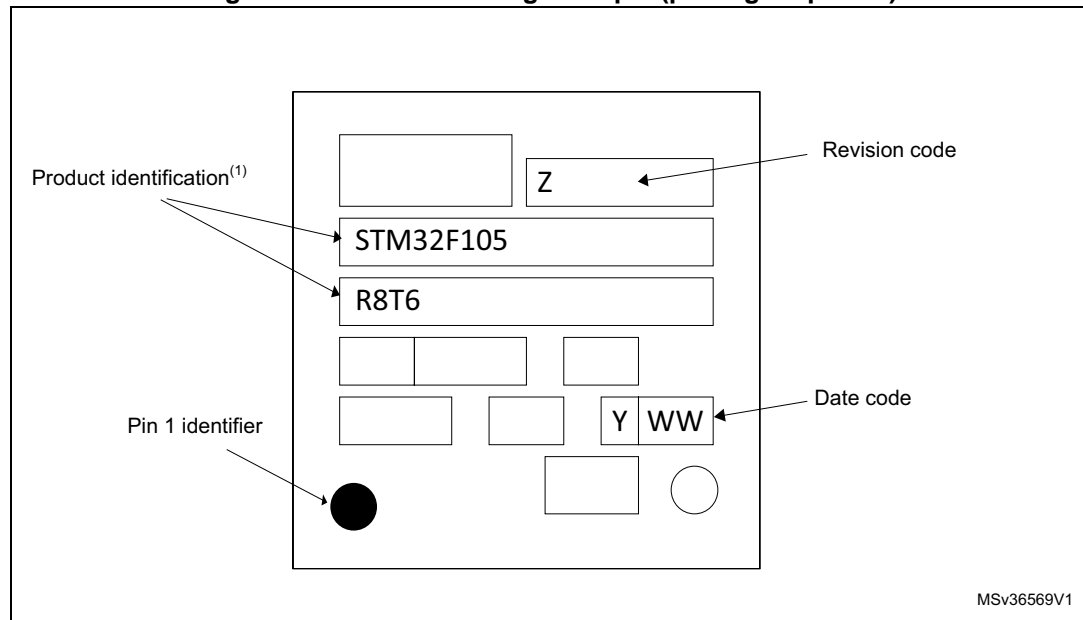 Revision code
Product identification(1)
Z
STM32F105
R8T6
Date code
Y WW
Pin 1 identifier
MSv36569V1